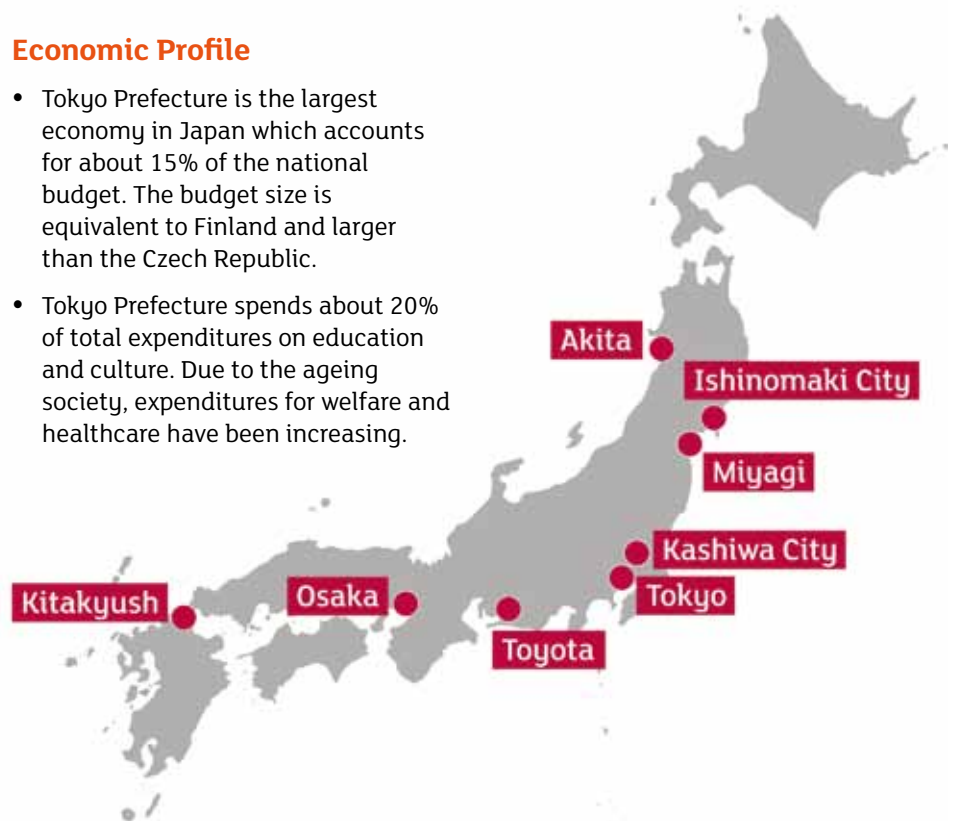 Economic Profile
• Tokyo Prefecture is the largest
economy in Japan which accounts
for about 15% of the national
budget. The budget size is
equivalent to Finland and larger
than the Czech Republic.
• Tokyo Prefecture spends about 20%
of total expenditures on education
and culture. Due to the ageing
society, expenditures for welfare and
healthcare have been increasing.
Akita
Ishinomaki City
Miyagi
Kashiwa City
Tokyo
Toyota
Osaka
Kitakyush